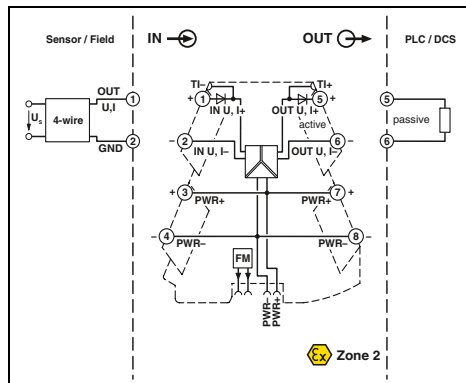 Sensor / Field
IN
OUT
PLC / DCS
TI–
TI+
OUT
U,I
1
+
1
IN U, I+
OUT U, I+
5
+
5
Us
4-wire
active
passive
2
GND
–
2
IN U, I–
OUT U, I–
6
–
6
+
3
PWR+
7
+
PWR+
–
4
PWR–
PWR–
8
–
FM
PWR–
PWR+
Ex
Zone 2